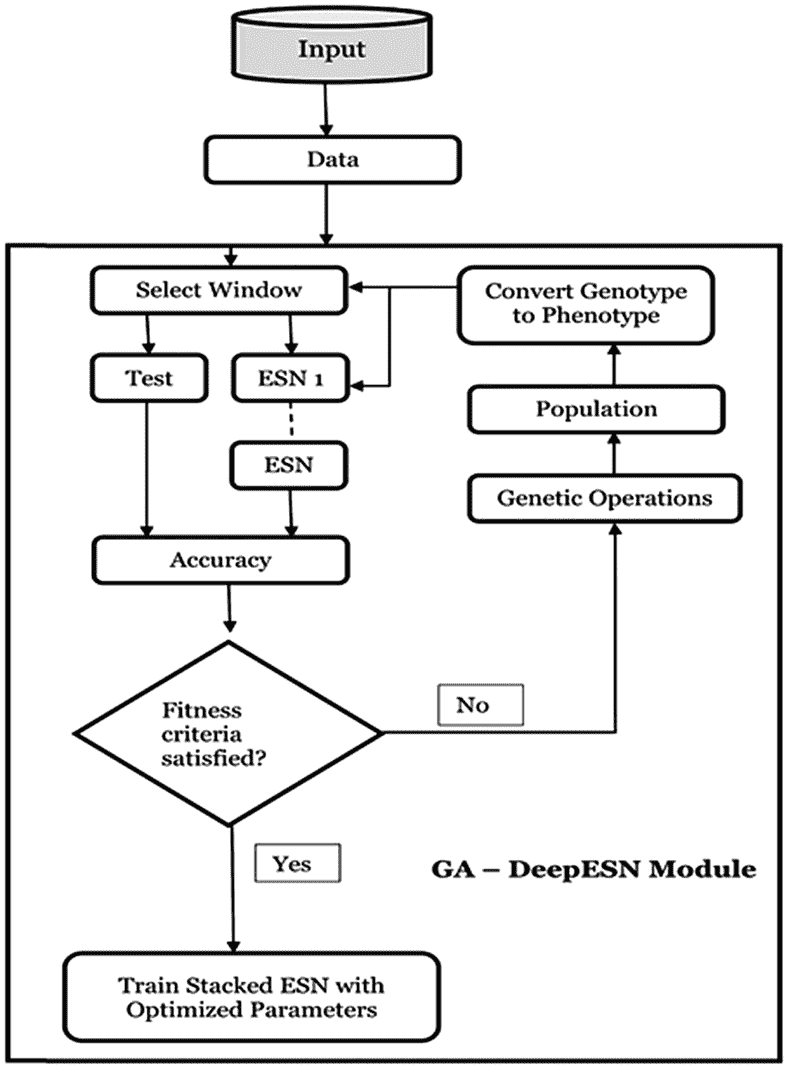 Input
Data
Select Window
Convert Genotype
to Phenotype
Test
ESN 1
Population
ESN
Genetic Operations
Accuracy
Fitness
criteria
satisfied?
No
Yes
GA – DeepESN Module
Train Stacked ESN with
Optimized Parameters